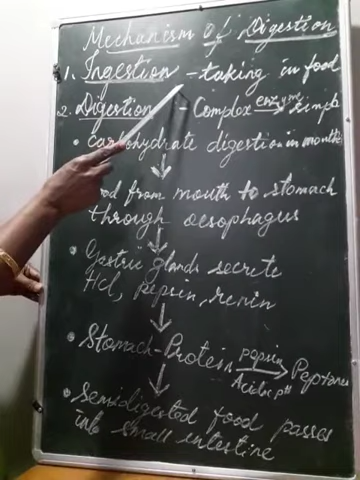 Mechanism of Digestion
1. Ingestion - taking in food
2. Digestion - Complex enzyme → simple
• Carbohydrate digestion in mouth
↓
Food from mouth to stomach
through oesophagus
↓
• Gastric glands secrete
HCl, pepsin, renin
↓
• Stomach - Protein pepsin → Peptones
Acidic pH
↓
• Semidigested food passes
into small intestine